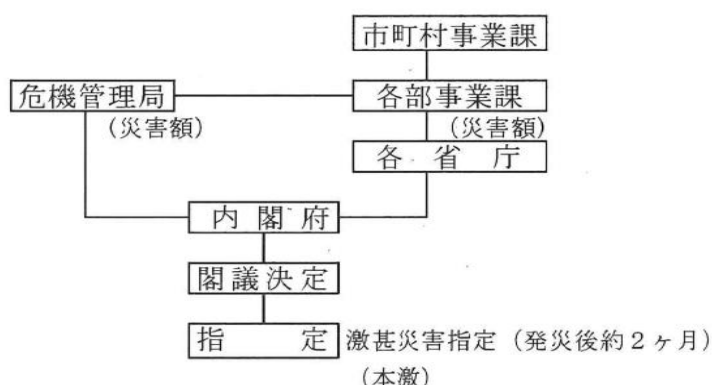 市町村事業課
危機管理局
各部事業課
(災害額)
(災害額)
各省庁
内閣府
閣議決定
指定
激甚災害指定(発災後約2ヶ月)
(本激)